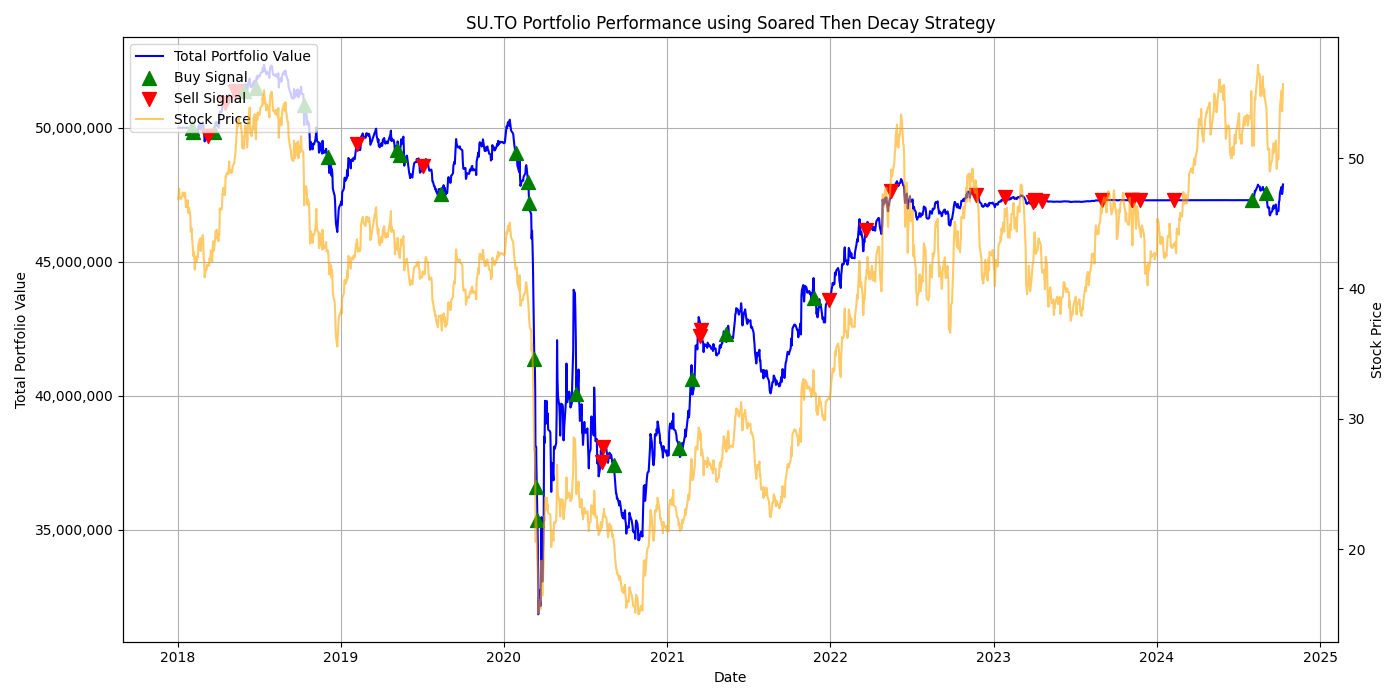 SU.TO Portfolio Performance using Soared Then Decay Strategy
Total Portfolio Value
Buy Signal
Sell Signal
Stock Price
50,000,000
45,000,000
40,000,000
35,000,000
Total Portfolio Value
50
40
30
20
Stock Price
2018
2019
2020
2021
2022
2023
2024
2025
Date